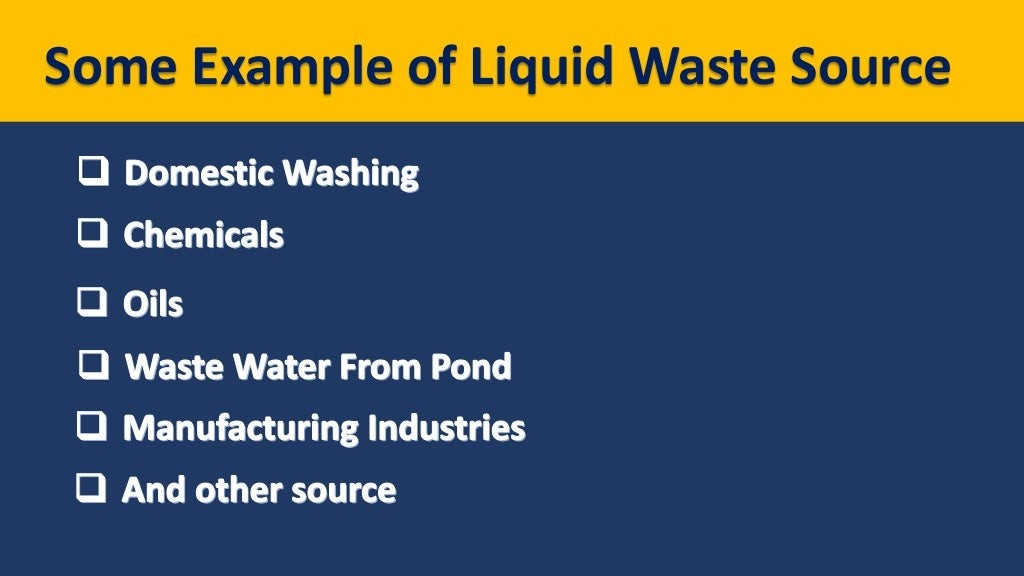 Some Example of Liquid Waste Source
Domestic Washing
Chemicals
Oils
Waste Water From Pond
Manufacturing Industries
And other source